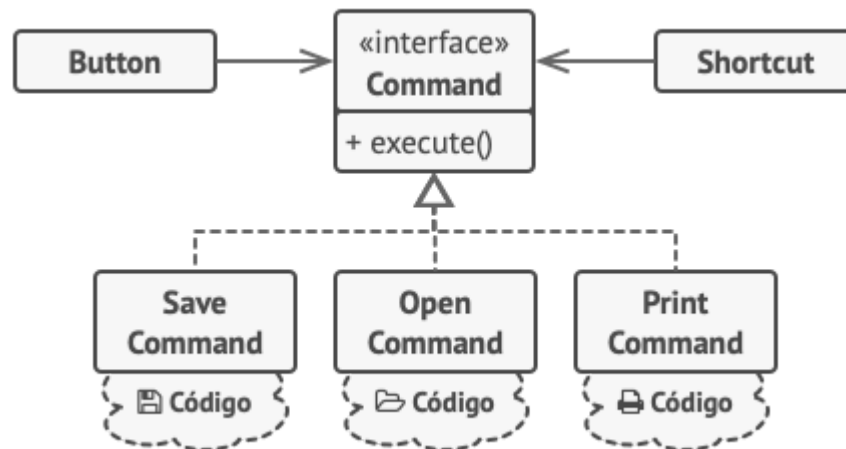 Button
«interface»
Command
Shortcut
+ execute()
Save
Command
Open
Command
Print
Command
Código
Código
Código